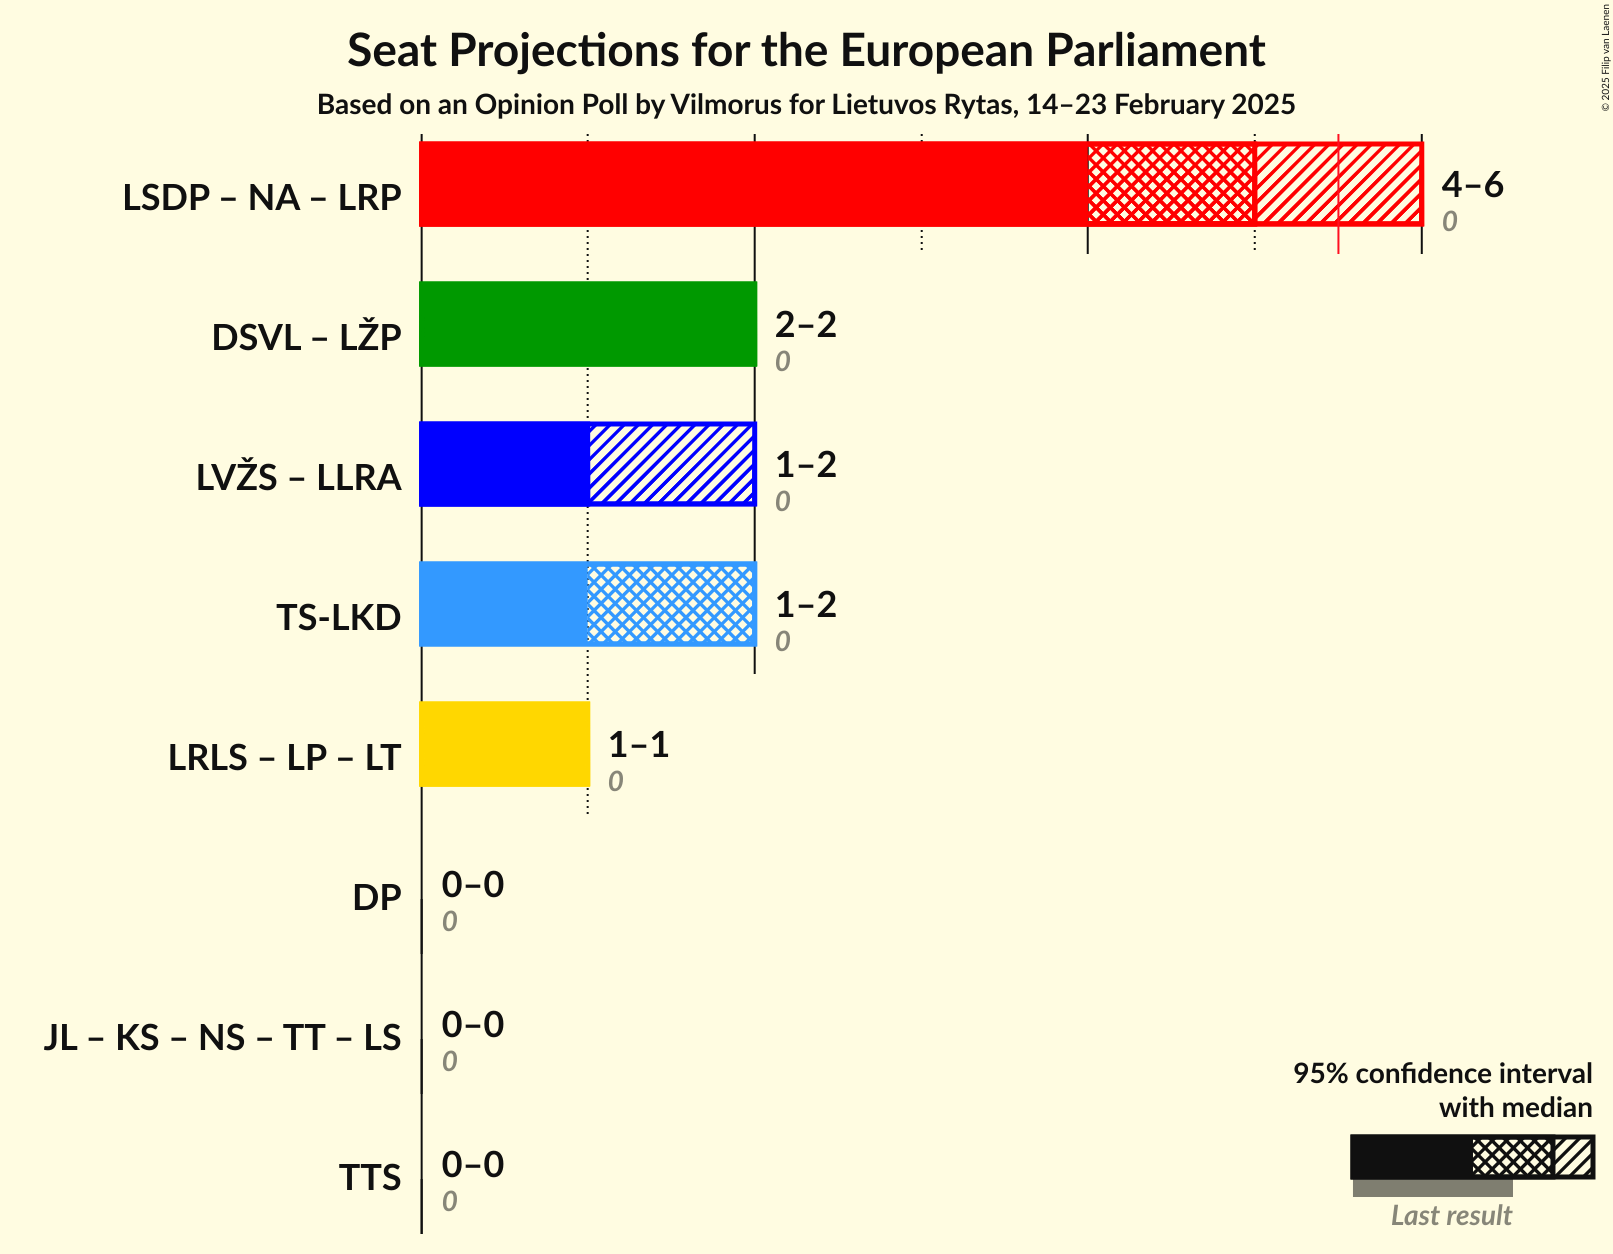 Seat Projections for the European Parliament
Based on an Opinion Poll by Vilmorus for Lietuvos Rytas, 14–23 February 2025
© 2025 Filip van Laenen
LSDP – NA – LRP
4–6
0
DSVL – LŽP
2–2
0
LVŽS – LLRA
1–2
0
TS-LKD
1–2
0
LRLS – LP – LT
1–1
0
DP
0–0
0
JL – KS – NS – TT – LS
0–0
0
TTS
0–0
0
95% confidence interval
with median
Last result